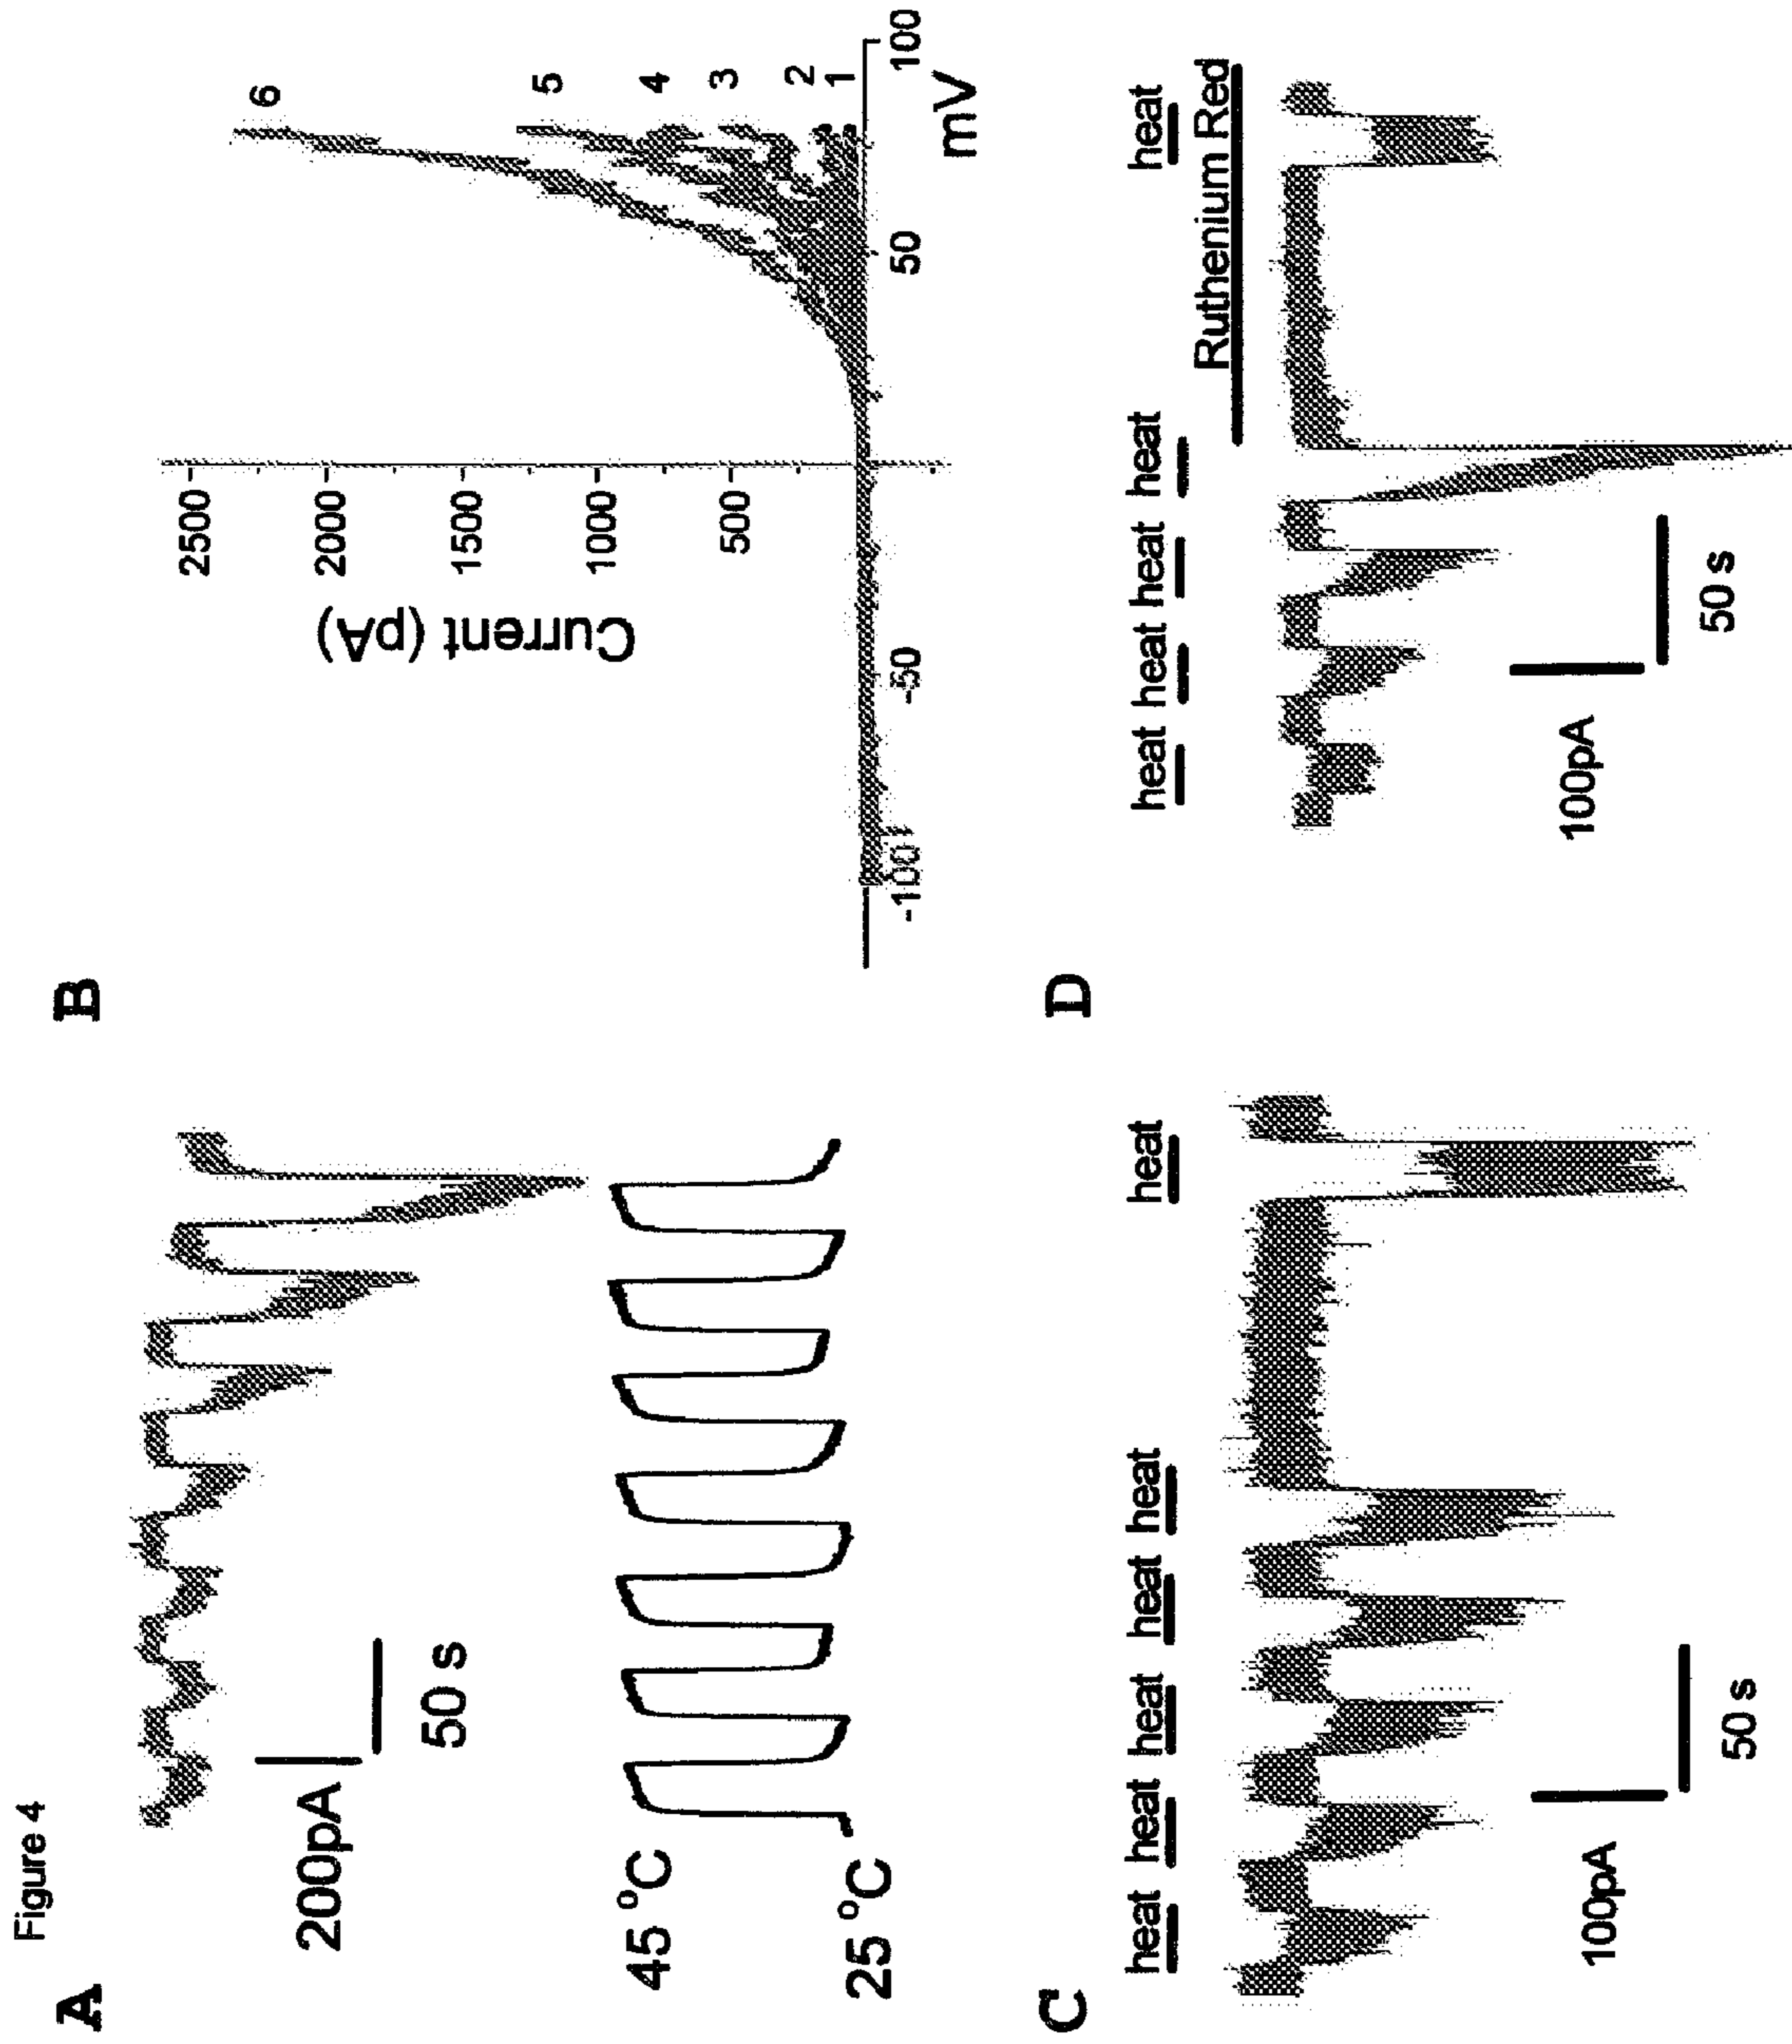 Figure 4
A
200pA
50 s
45 °C
25 °C
B
Current (pA)
2500
2000
1500
1000
500
-100
-50
50
100
mV
6
5
4
3
2
1
C
heat heat heat heat heat heat
100pA
50 s
D
heat heat heat heat heat
Ruthenium Red
100pA
50 s